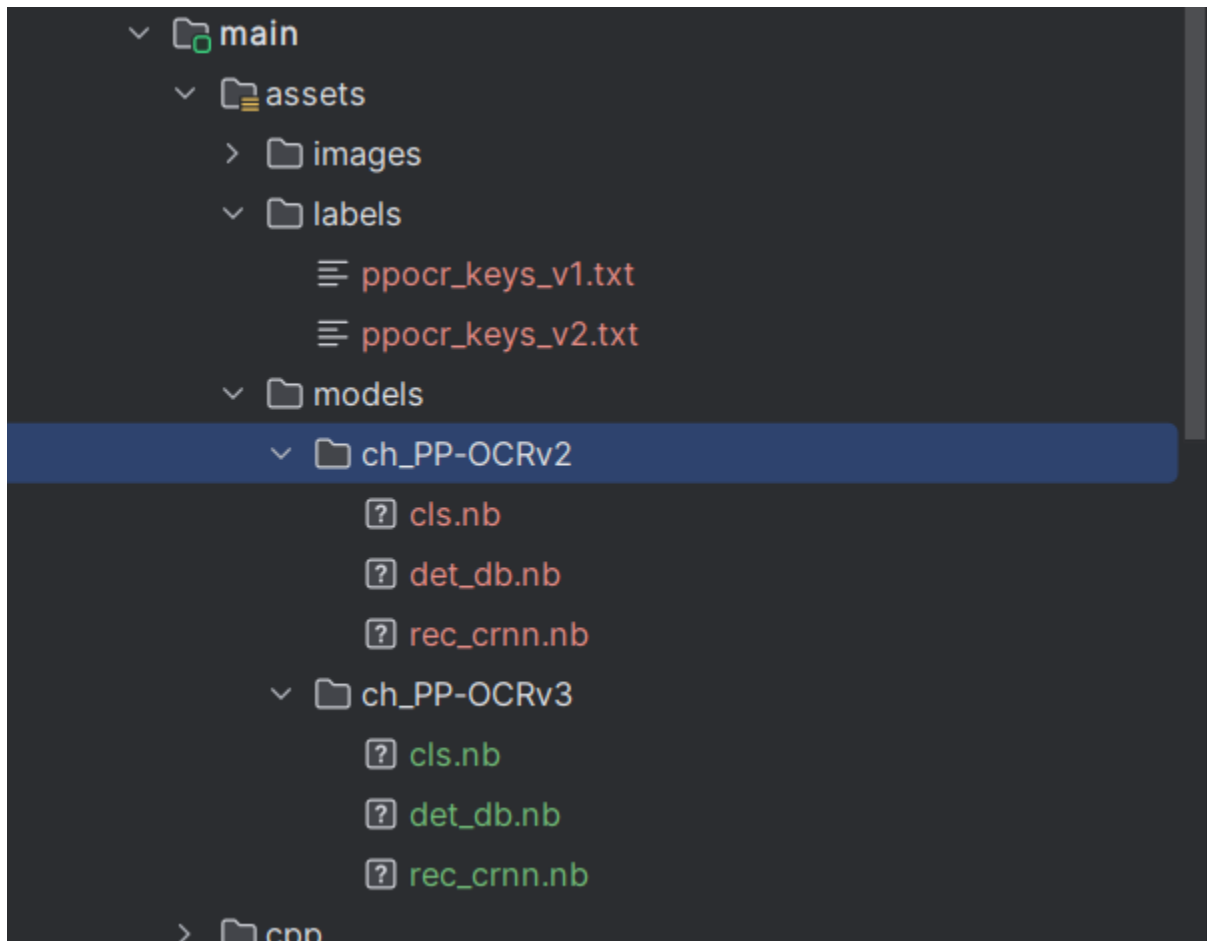 main
assets
images
labels
ppocr_keys_v1.txt
ppocr_keys_v2.txt
models
ch_PP-OCRv2
cls.nb
det_db.nb
rec_crnn.nb
ch_PP-OCRv3
cls.nb
det_db.nb
rec_crnn.nb
cpp